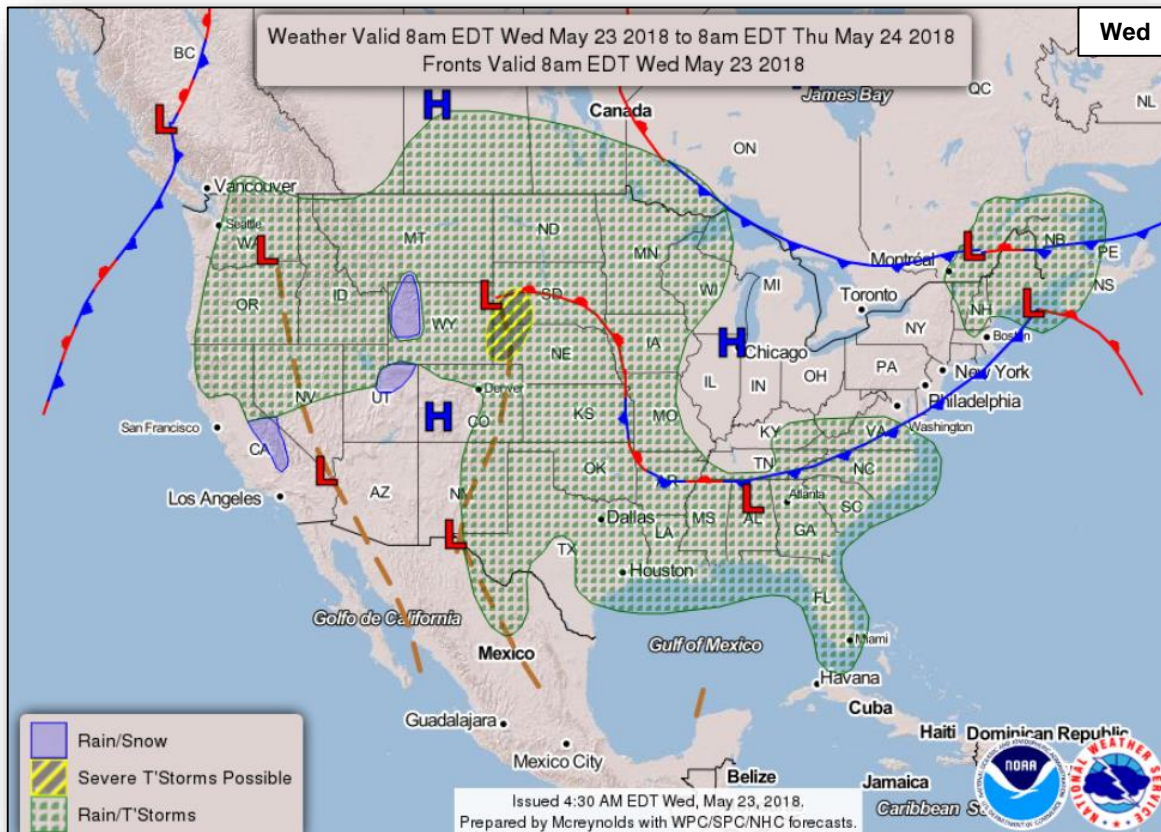 Weather Valid 8am EDT Wed May 23 2018 to 8am EDT Thu May 24 2018
Fronts Valid 8am EDT Wed May 23 2018
Wed
BC
H
Canada
James Bay
QC
NL
L
ON
Vancouver
Seattle
WA
L
MT
ND
MN
Montréal
L
NB
PE
OR
ID
WY
L
SD
WI
MI
Toronto
NH
L
NS
Boston
NE
IA
H
Chicago
NY
New York
NV
UT
Denver
IL
IN
OH
PA
Philadelphia
San Francisco
CA
H
CO
KS
MO
KY
VA
Washington
L
Los Angeles
AZ
NM
OK
AR
TN
NC
L
Atlanta
L
Dallas
MS
AL
GA
SC
TX
LA
Houston
FL
Golfo de California
Mexico
Gulf of Mexico
Miami
Havana
Cuba
Guadalajara
Mexico City
Haiti
Dominican Republic
Belize
Jamaica
Caribbean S
Rain/Snow
Severe T'Storms Possible
Rain/T'Storms
Issued 4:30 AM EDT Wed, May 23, 2018.
Prepared by Mcreynolds with WPC/SPC/NHC forecasts.
NOAA
NATIONAL WEATHER SERVICE